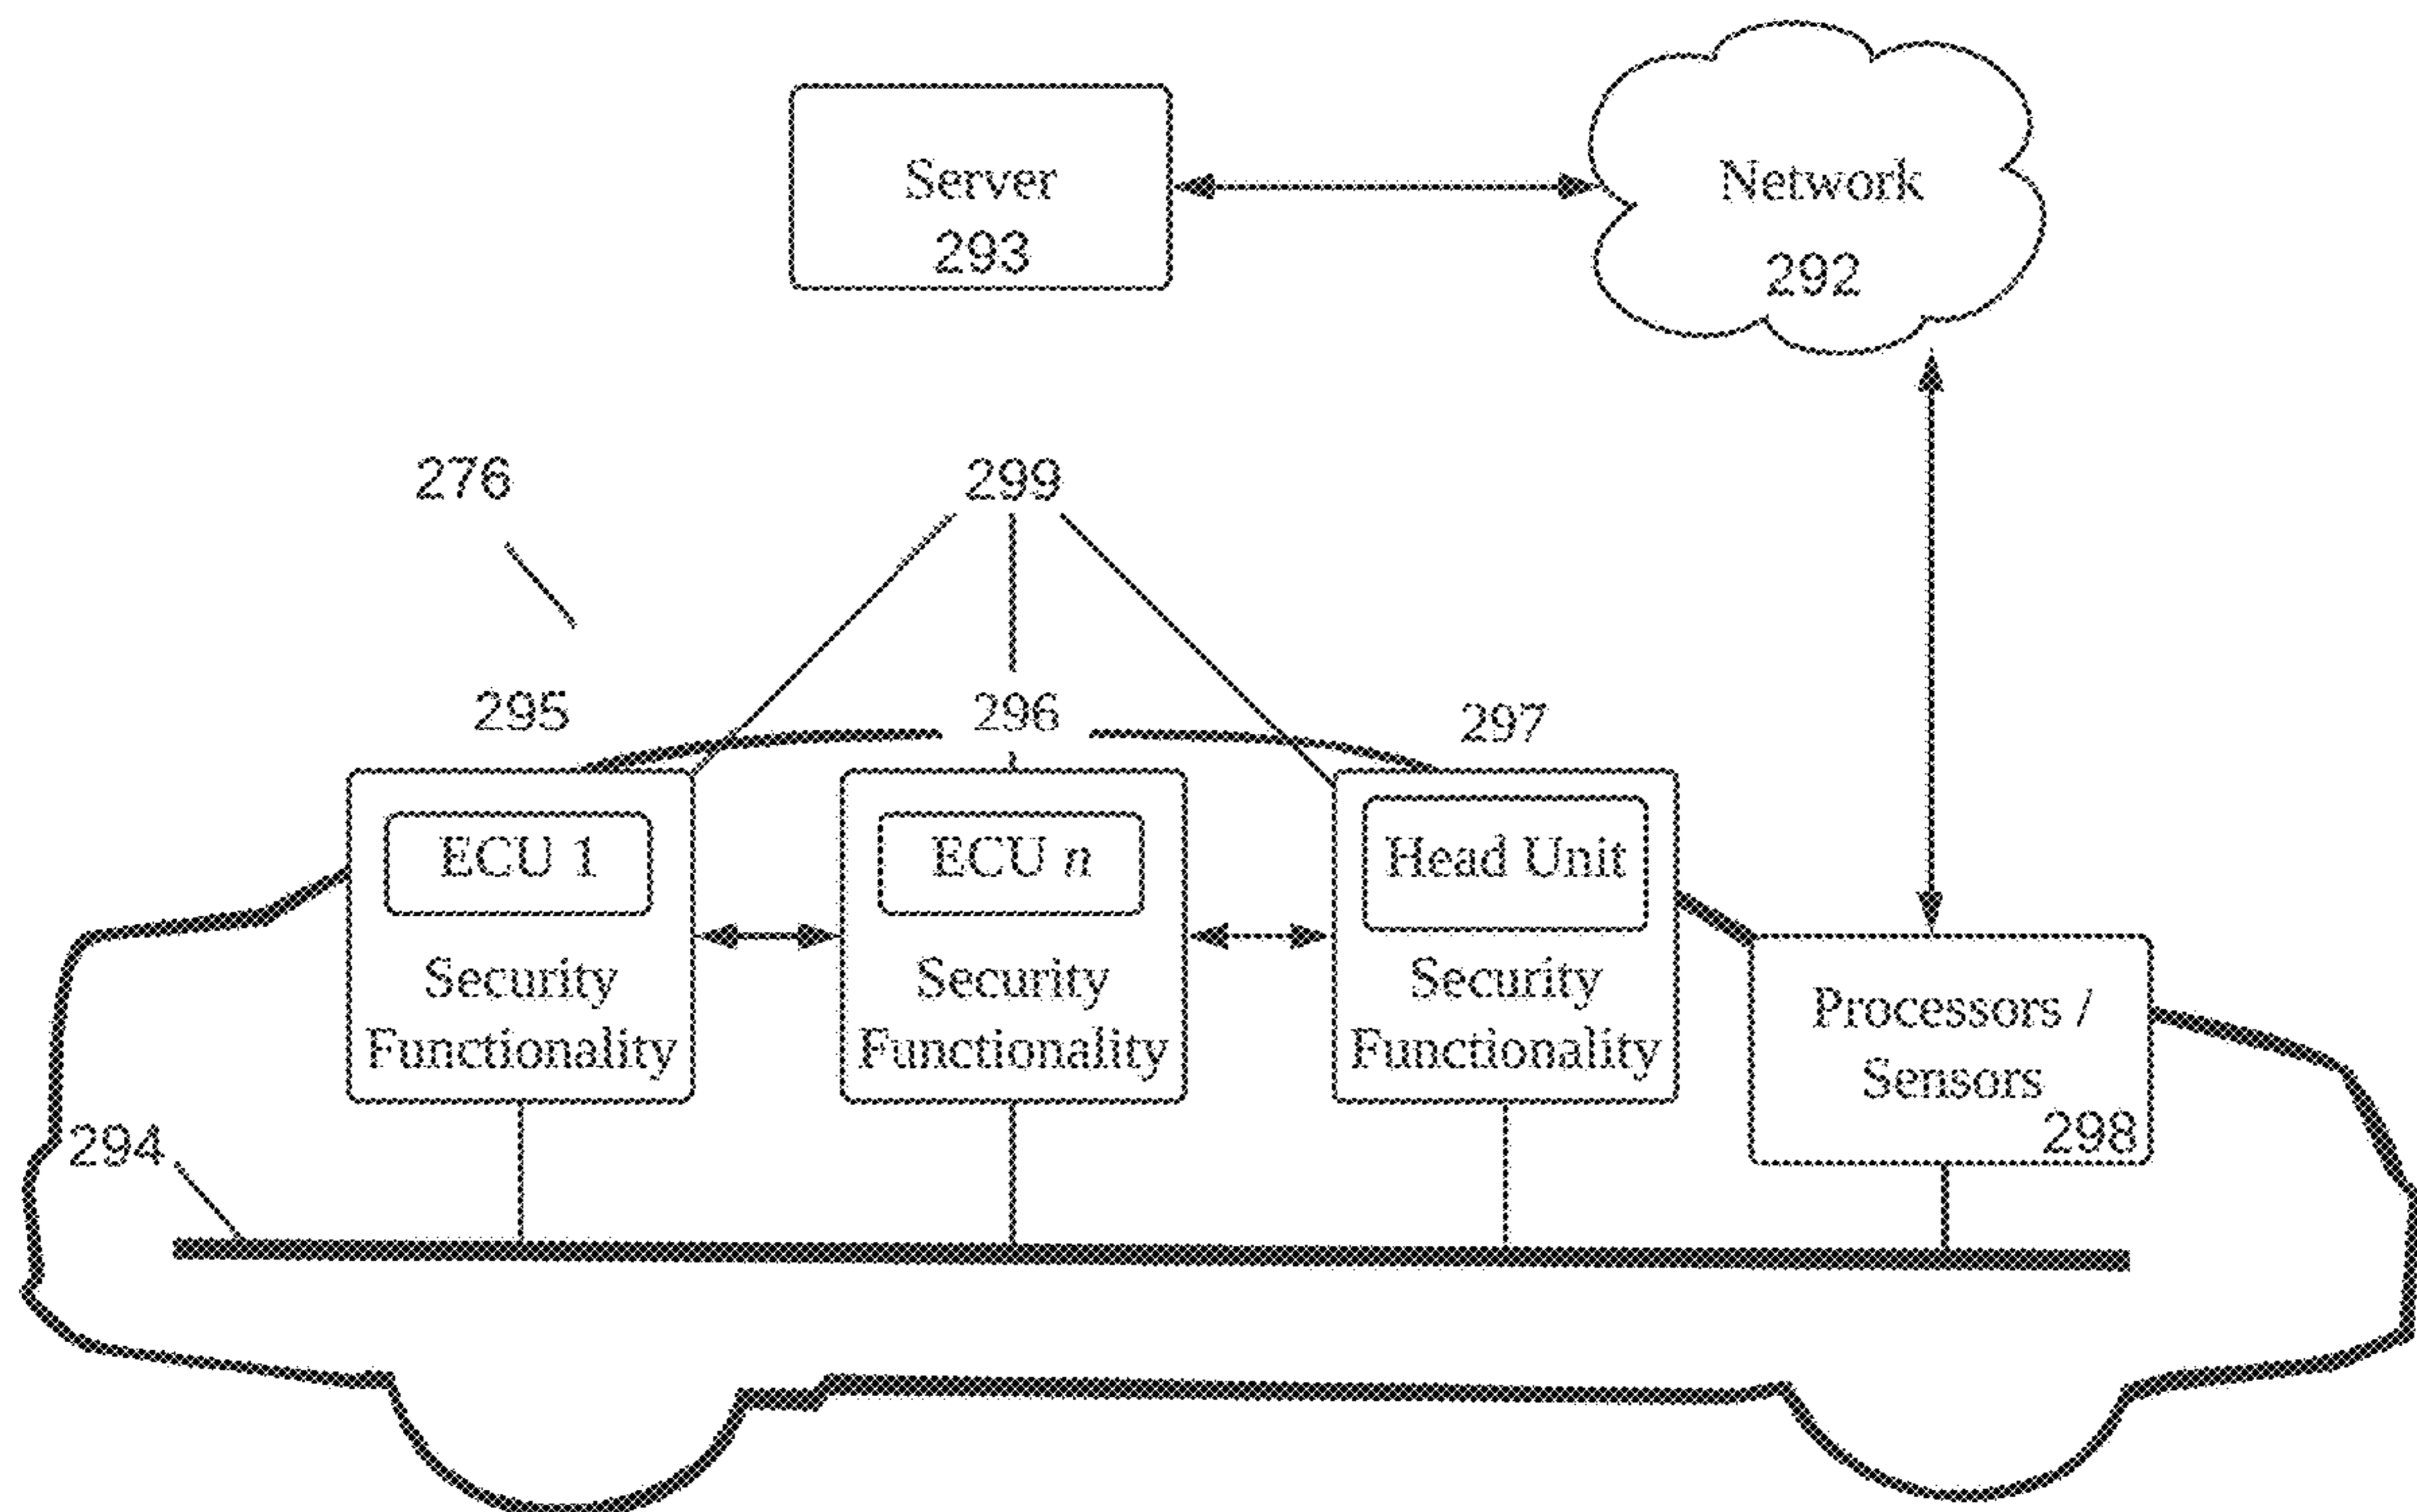 Server
293
Network
292
276
299
295
296
297
ECU 1
Security
Functionality
ECU n
Security
Functionality
Head Unit
Security
Functionality
Processors /
Sensors
298
294